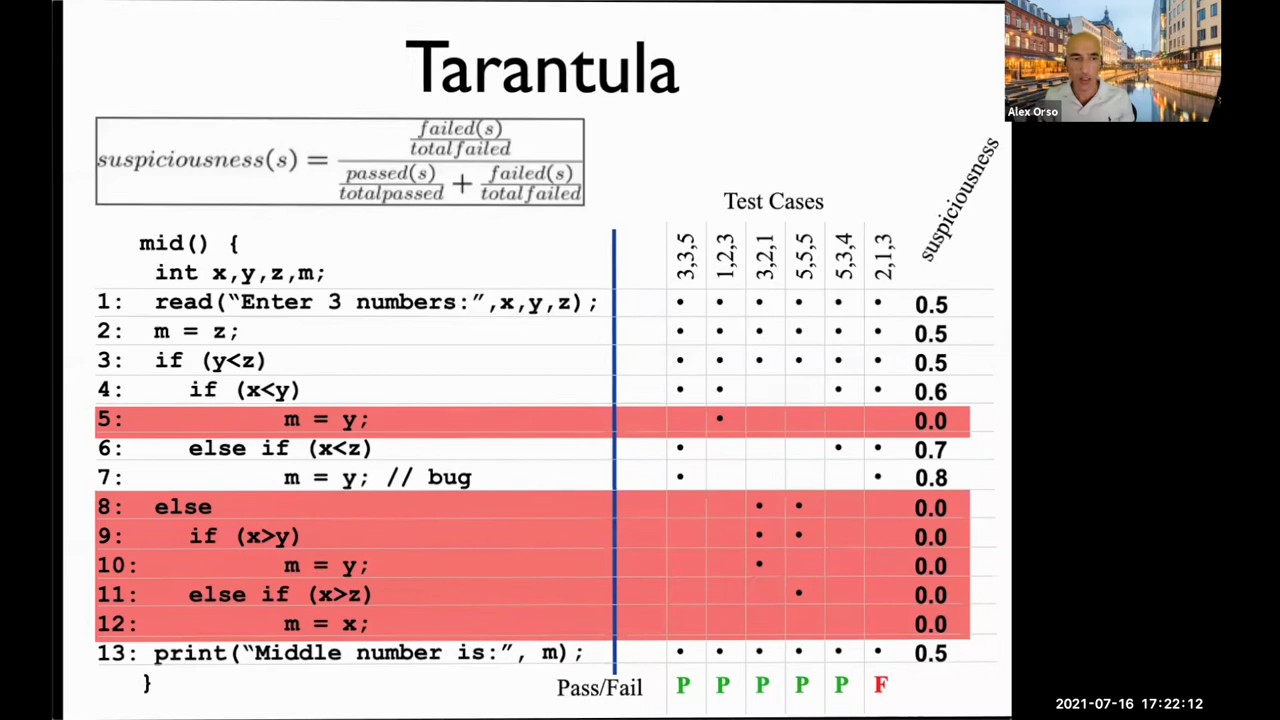 Tarantula
Alex Orso
suspiciousness(s) = failed(s)/totalfailed / passed(s)/totalpassed + failed(s)/totalfailed
Test Cases
suspiciousness
3,3,5 1,2,3 3,2,1 5,5,5 5,3,4 2,1,3
mid() {
int x,y,z,m;
1: read(“Enter 3 numbers:”,x,y,z); • • • • • • 0.5
2: m = z; • • • • • • 0.5
3: if (y<z) • • • • • • 0.5
4: if (x<y) • • • • 0.6
5: m = y; • 0.0
6: else if (x<z) • • • 0.7
7: m = y; // bug • • 0.8
8: else • • 0.0
9: if (x>y) • • 0.0
10: m = y; • 0.0
11: else if (x>z) • 0.0
12: m = x; 0.0
13: print(“Middle number is:”, m); • • • • • • 0.5
}
Pass/Fail P P P P P F
2021-07-16 17:22:12